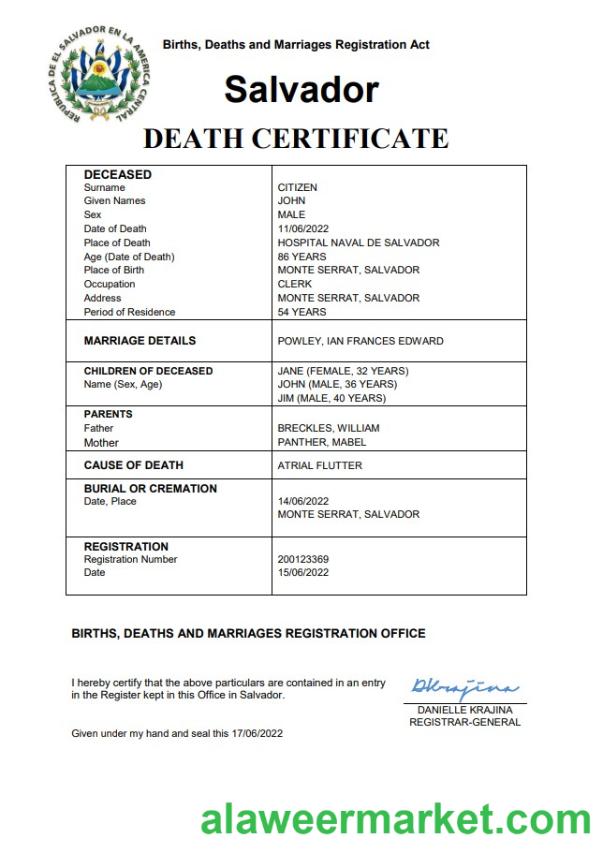 REPUBLICA DE EL SALVADOR EN LA AMERICA CENTRAL
Births, Deaths and Marriages Registration Act
Salvador
DEATH CERTIFICATE
DECEASED
Surname CITIZEN
Given Names JOHN
Sex MALE
Date of Death 11/06/2022
Place of Death HOSPITAL NAVAL DE SALVADOR
Age (Date of Death) 86 YEARS
Place of Birth MONTE SERRAT, SALVADOR
Occupation CLERK
Address MONTE SERRAT, SALVADOR
Period of Residence 54 YEARS
MARRIAGE DETAILS POWLEY, IAN FRANCES EDWARD
CHILDREN OF DECEASED JANE (FEMALE, 32 YEARS)
Name (Sex, Age) JOHN (MALE, 36 YEARS)
JIM (MALE, 40 YEARS)
PARENTS
Father BRECKLES, WILLIAM
Mother PANTHER, MABEL
CAUSE OF DEATH ATRIAL FLUTTER
BURIAL OR CREMATION
Date, Place 14/06/2022
MONTE SERRAT, SALVADOR
REGISTRATION
Registration Number 200123369
Date 15/06/2022
BIRTHS, DEATHS AND MARRIAGES REGISTRATION OFFICE
I hereby certify that the above particulars are contained in an entry
in the Register kept in this Office in Salvador.
DKrajina
DANIELLE KRAJINA
REGISTRAR-GENERAL
Given under my hand and seal this 17/06/2022
alaweermarket.com